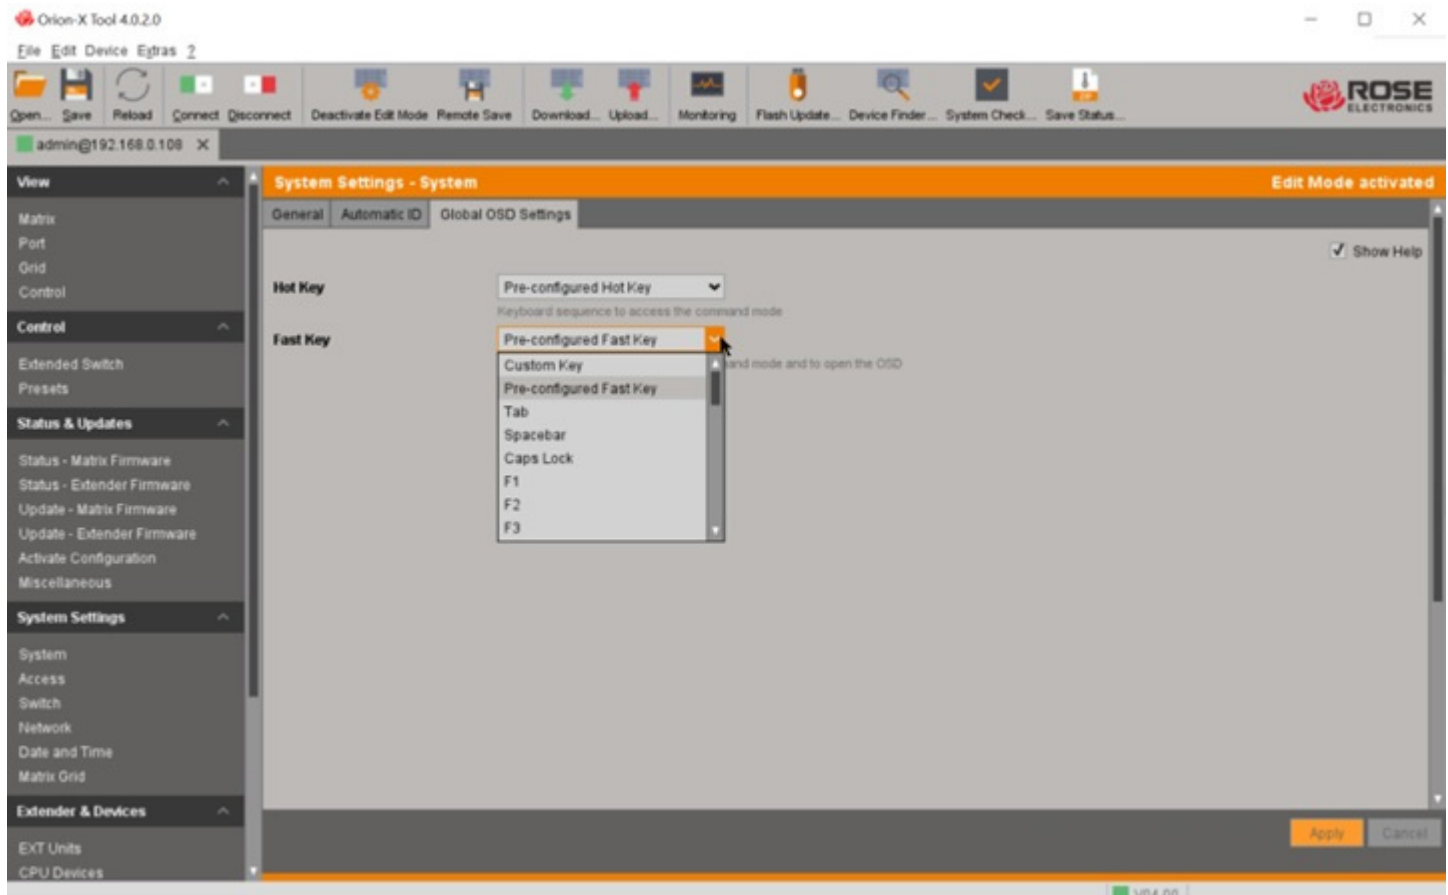 Orion-X Tool 4.0.2.0
File Edit Device Extras ?
Open... Save Reload Connect Disconnect Deactivate Edit Mode Remote Save Download... Upload... Monitoring Flash Update... Device Finder... System Check... Save Status...
ROSE
ELECTRONICS
admin@192.168.0.108
View
Matrix
Port
Grid
Control
Control
Extended Switch
Presets
Status & Updates
Status - Matrix Firmware
Status - Extender Firmware
Update - Matrix Firmware
Update - Extender Firmware
Activate Configuration
Miscellaneous
System Settings
System
Access
Switch
Network
Date and Time
Matrix Grid
Extender & Devices
EXT Units
CPU Devices
System Settings - System Edit Mode activated
General Automatic ID Global OSD Settings
Show Help
Hot Key Pre-configured Hot Key
Keyboard sequence to access the command mode
Fast Key Pre-configured Fast Key
mode and to open the OSD
Custom Key
Pre-configured Fast Key
Tab
Spacebar
Caps Lock
F1
F2
F3
Apply Cancel